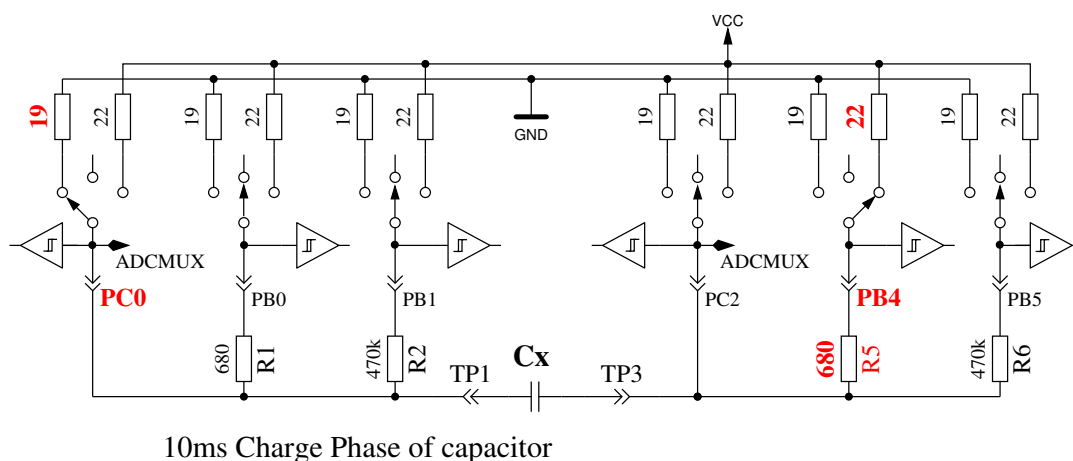 VCC
19 22 19 22 19 22 GND 19 22 19 22 19 22
ADCMUX ADCMUX
PC0 PB0 PB1 PC2 PB4 PB5
680 R1 470k R2 680 R5 470k R6
TP1 Cx TP3
10ms Charge Phase of capacitor